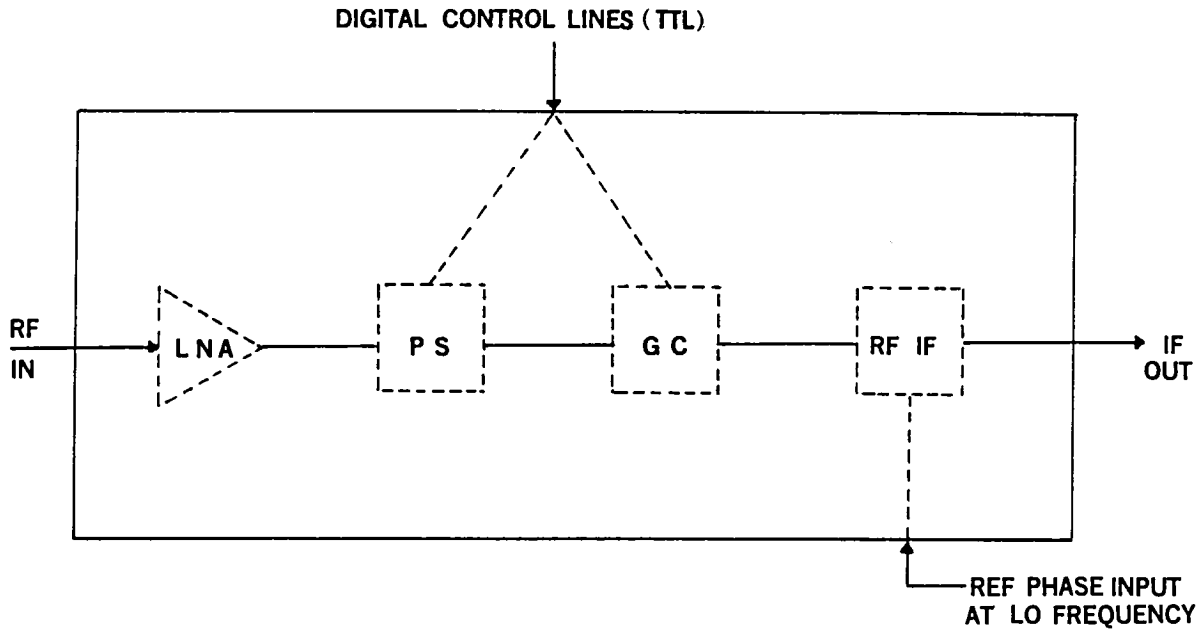 DIGITAL CONTROL LINES (TTL)
RF
IN
LNA
PS
GC
RF IF
IF
OUT
REF PHASE INPUT
AT LO FREQUENCY